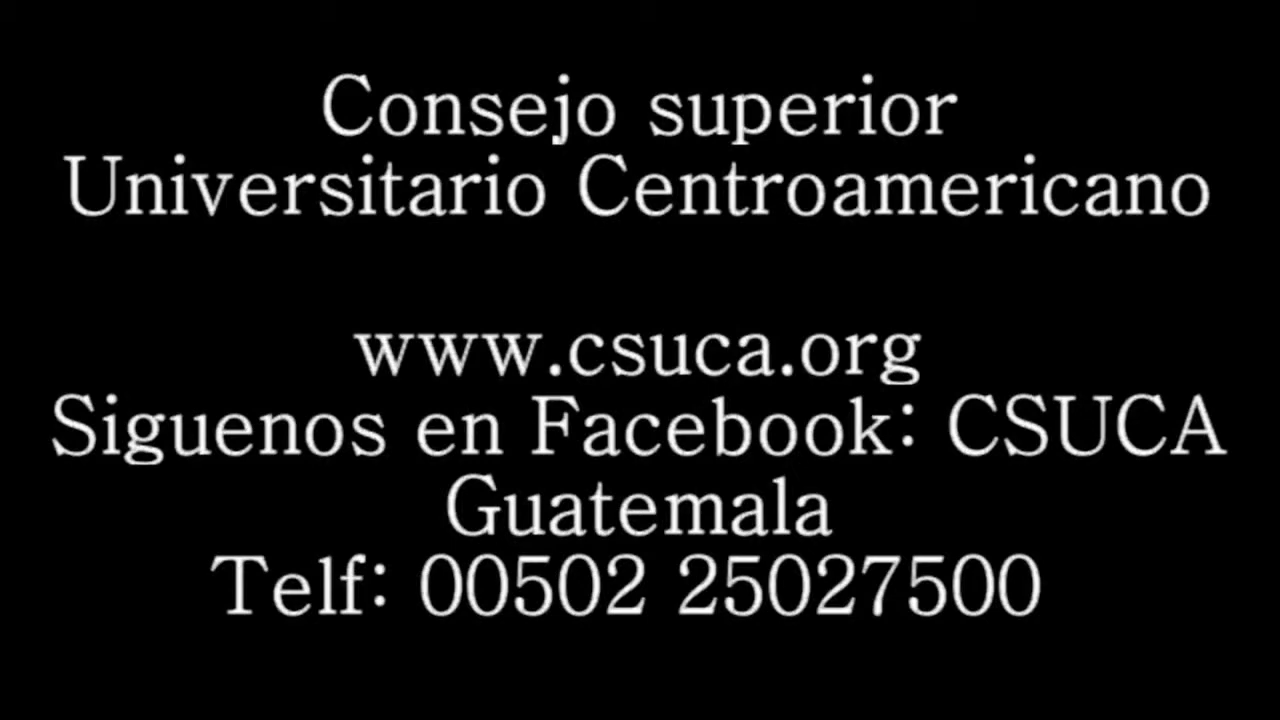 Consejo superior
Universitario Centroamericano
www.csuca.org
Siguenos en Facebook: CSUCA
Guatemala
Telf: 00502 25027500